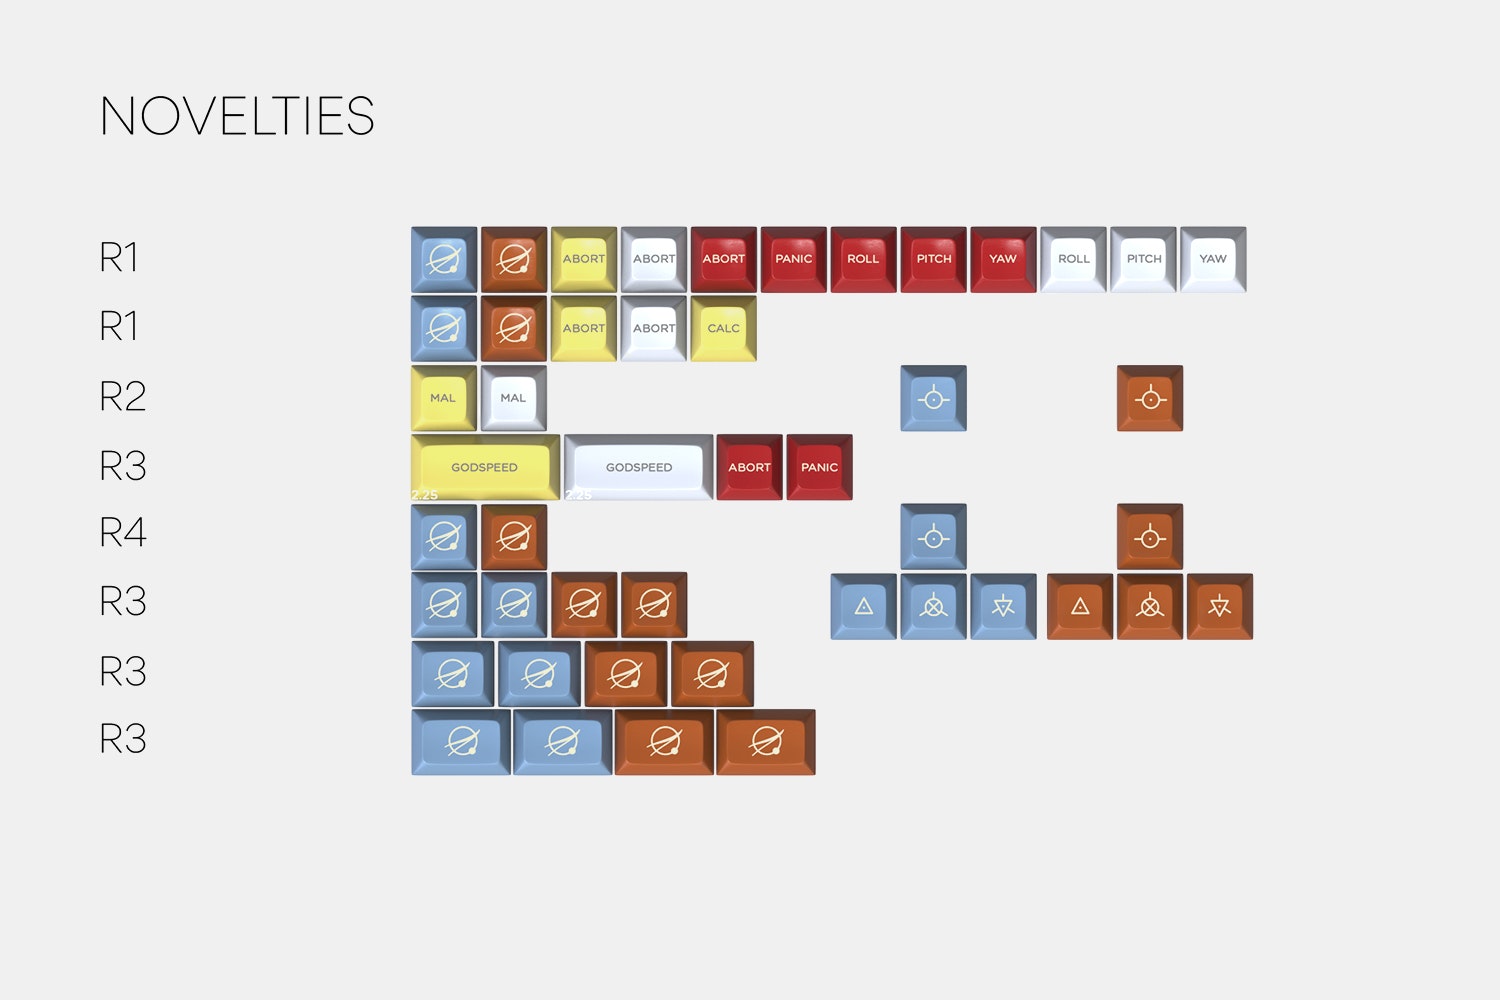 NOVELTIES
R1 ABORT ABORT ABORT PANIC ROLL PITCH YAW ROLL PITCH YAW
R1 ABORT ABORT CALC
R2 MAL MAL
R3 GODSPEED GODSPEED ABORT PANIC
2.25 2.25
R4
R3
R3
R3